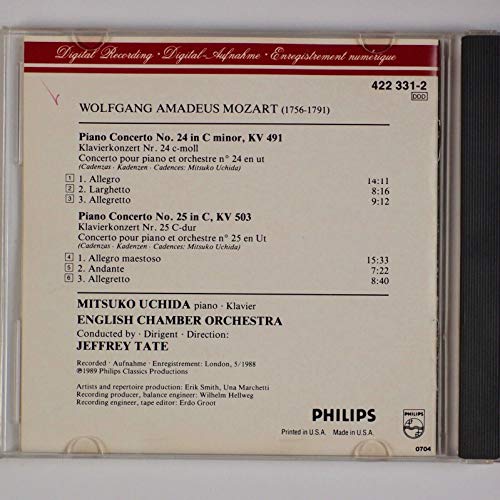 Digital Recording • Digital-Aufnahme • Enregistrement numérique
422 331-2
DDD
WOLFGANG AMADEUS MOZART (1756-1791)
Piano Concerto No. 24 in C minor, KV 491
Klavierkonzert Nr. 24 c-moll
Concerto pour piano et orchestre n° 24 en ut
(Cadenzas · Kadenzen · Cadences: Mitsuko Uchida)
1 1. Allegro 14:11
2 2. Larghetto 8:16
3 3. Allegretto 9:12
Piano Concerto No. 25 in C, KV 503
Klavierkonzert Nr. 25 C-dur
Concerto pour piano et orchestre n° 25 en Ut
(Cadenzas · Kadenzen · Cadences: Mitsuko Uchida)
4 1. Allegro maestoso 15:33
5 2. Andante 7:22
6 3. Allegretto 8:40
MITSUKO UCHIDA piano · Klavier
ENGLISH CHAMBER ORCHESTRA
Conducted by · Dirigent · Direction:
JEFFREY TATE
Recorded · Aufnahme · Enregistrement: London, 5/1988
℗1989 Philips Classics Productions
Artists and repertoire production: Erik Smith, Una Marchetti
Recording producer, balance engineer: Wilhelm Hellweg
Recording engineer, tape editor: Erdo Groot
PHILIPS
Printed in U.S.A. Made in U.S.A.
PHILIPS
0704